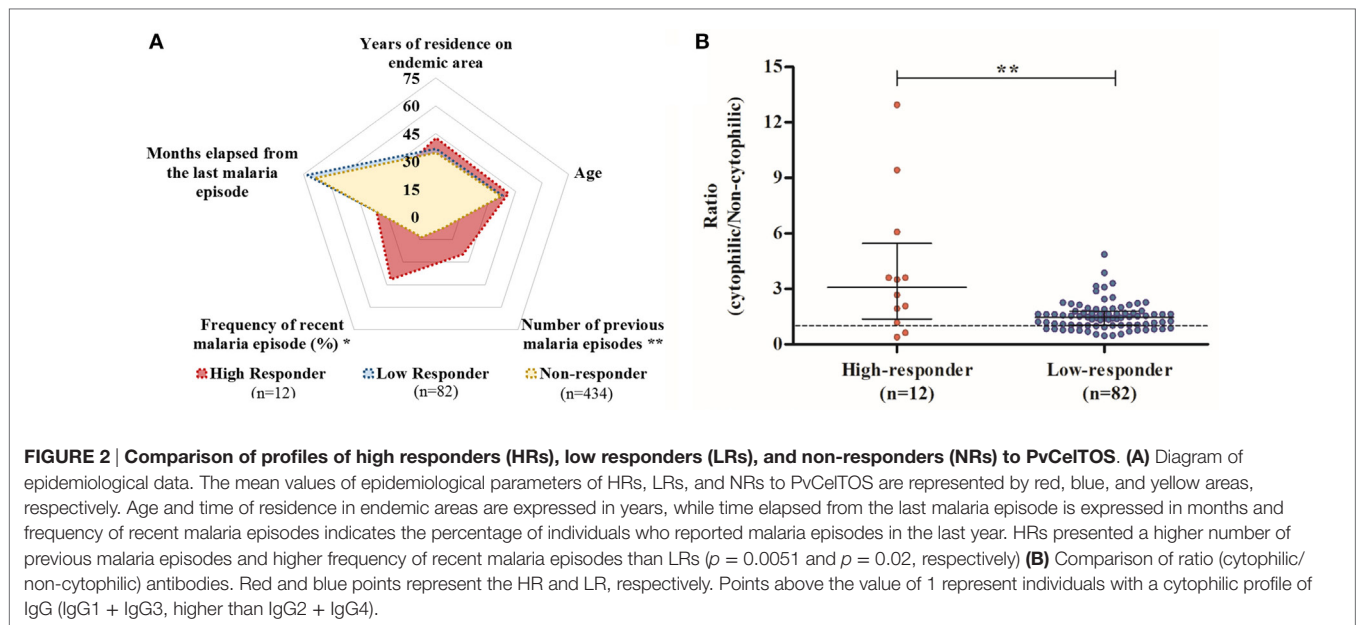 A
Years of residence on
endemic area
75
60
45
30
15
0
Age
Months elapsed from
the last malaria
episode
Frequency of recent
malaria episode (%) *
Number of previous
malaria episodes **
High Responder
(n=12)
Low Responder
(n=82)
Non-responder
(n=434)
B
Ratio
(cytophilic/Non-cytophilic)
15
12
9
6
3
0
**
High-responder
(n=12)
Low-responder
(n=82)
FIGURE 2 | Comparison of profiles of high responders (HRs), low responders (LRs), and non-responders (NRs) to PvCelTOS. (A) Diagram of
epidemiological data. The mean values of epidemiological parameters of HRs, LRs, and NRs to PvCelTOS are represented by red, blue, and yellow areas,
respectively. Age and time of residence in endemic areas are expressed in years, while time elapsed from the last malaria episode is expressed in months and
frequency of recent malaria episodes indicates the percentage of individuals who reported malaria episodes in the last year. HRs presented a higher number of
previous malaria episodes and higher frequency of recent malaria episodes than LRs (p = 0.0051 and p = 0.02, respectively) (B) Comparison of ratio (cytophilic/
non-cytophilic) antibodies. Red and blue points represent the HR and LR, respectively. Points above the value of 1 represent individuals with a cytophilic profile of
IgG (IgG1 + IgG3, higher than IgG2 + IgG4).